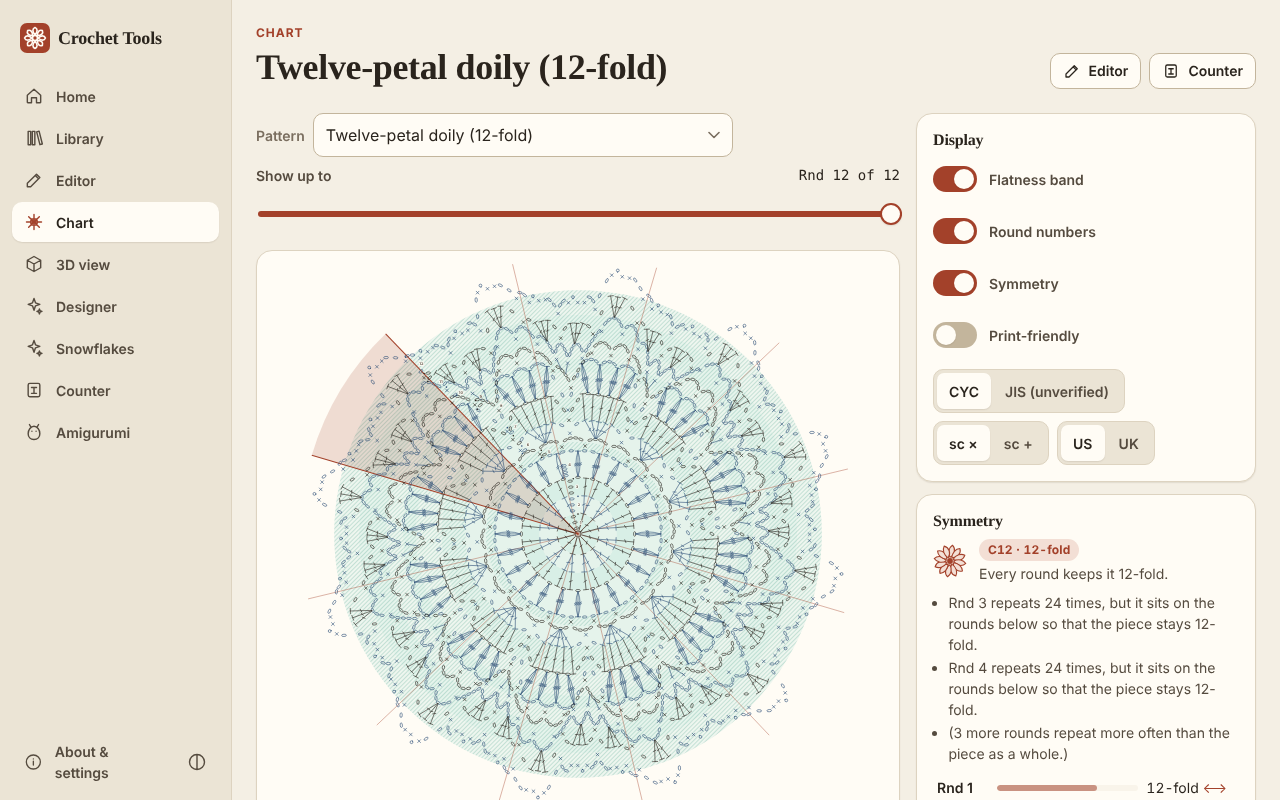 Crochet Tools
Home
Library
Editor
Chart
3D view
Designer
Snowflakes
Counter
Amigurumi
About &
settings
CHART
Twelve-petal doily (12-fold)
Editor
Counter
Pattern
Twelve-petal doily (12-fold)
Show up to
Rnd 12 of 12
Display
Flatness band
Round numbers
Symmetry
Print-friendly
CYC
JIS (unverified)
sc ×
sc +
US
UK
Symmetry
C12 · 12-fold
Every round keeps it 12-fold.
• Rnd 3 repeats 24 times, but it sits on the
rounds below so that the piece stays 12-
fold.
• Rnd 4 repeats 24 times, but it sits on the
rounds below so that the piece stays 12-
fold.
• (3 more rounds repeat more often than the
piece as a whole.)
Rnd 1
12-fold ↔